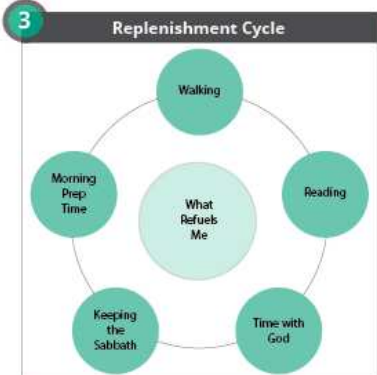 3
Replenishment Cycle
Walking
Morning
Prep
Time
Reading
What
Refuels
Me
Keeping
the
Sabbath
Time with
God